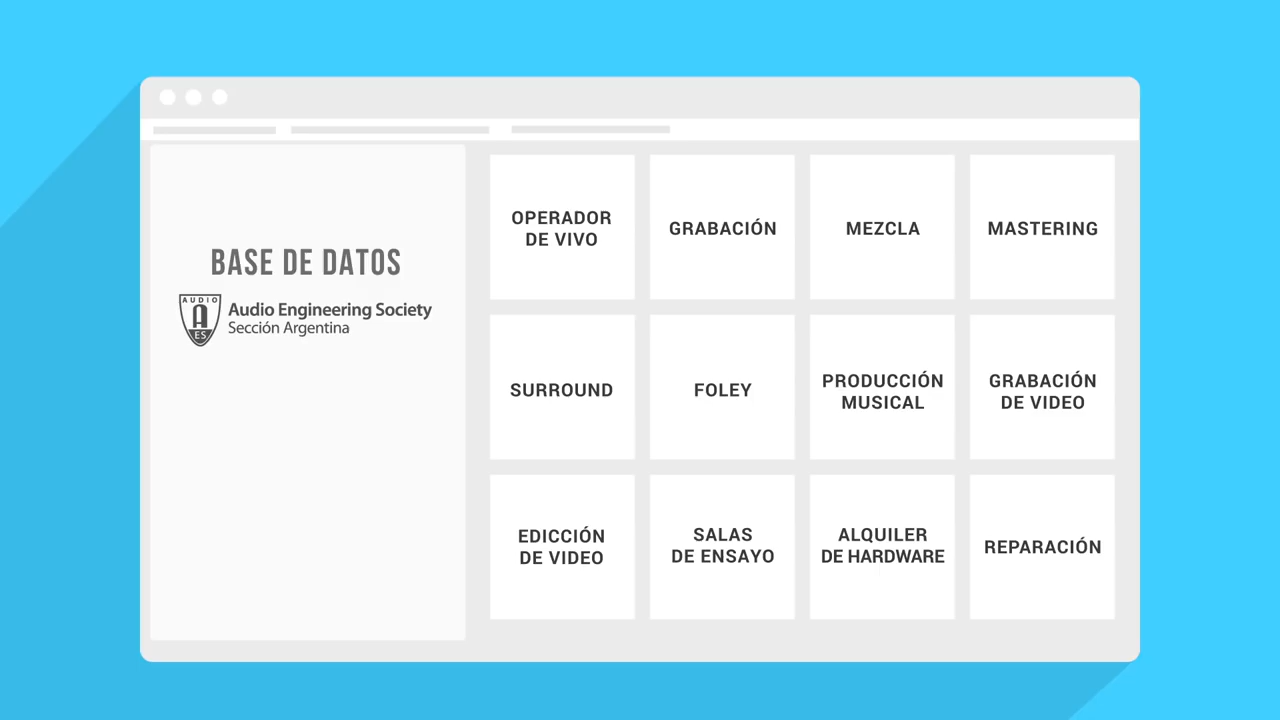 BASE DE DATOS
AUDIO
A
ES
Audio Engineering Society
Sección Argentina
OPERADOR
DE VIVO
GRABACIÓN
MEZCLA
MASTERING
SURROUND
FOLEY
PRODUCCIÓN
MUSICAL
GRABACIÓN
DE VIDEO
EDICCIÓN
DE VIDEO
SALAS
DE ENSAYO
ALQUILER
DE HARDWARE
REPARACIÓN